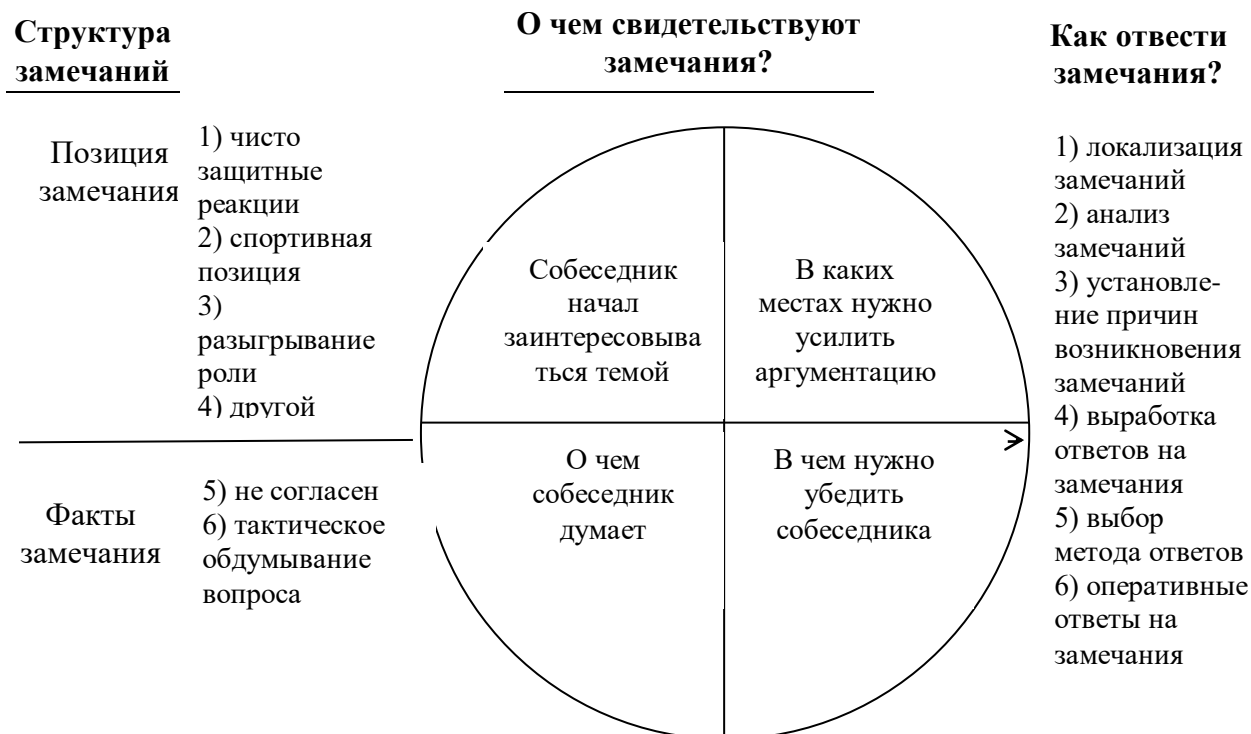 Структура
замечаний
О чем свидетельствуют
замечания?
Как отвести
замечания?
Позиция
замечания
1) чисто
защитные
реакции
2) спортивная
позиция
3)
разыгрывание
роли
4) другой
Факты
замечания
5) не согласен
6) тактическое
обдумывание
вопроса
Собеседник
начал
заинтересовыва
ться темой
В каких
местах нужно
усилить
аргументацию
О чем
собеседник
думает
В чем нужно
убедить
собеседника
1) локализация
замечаний
2) анализ
замечаний
3) установле-
ние причин
возникновения
замечаний
4) выработка
ответов на
замечания
5) выбор
метода ответов
6) оперативные
ответы на
замечания